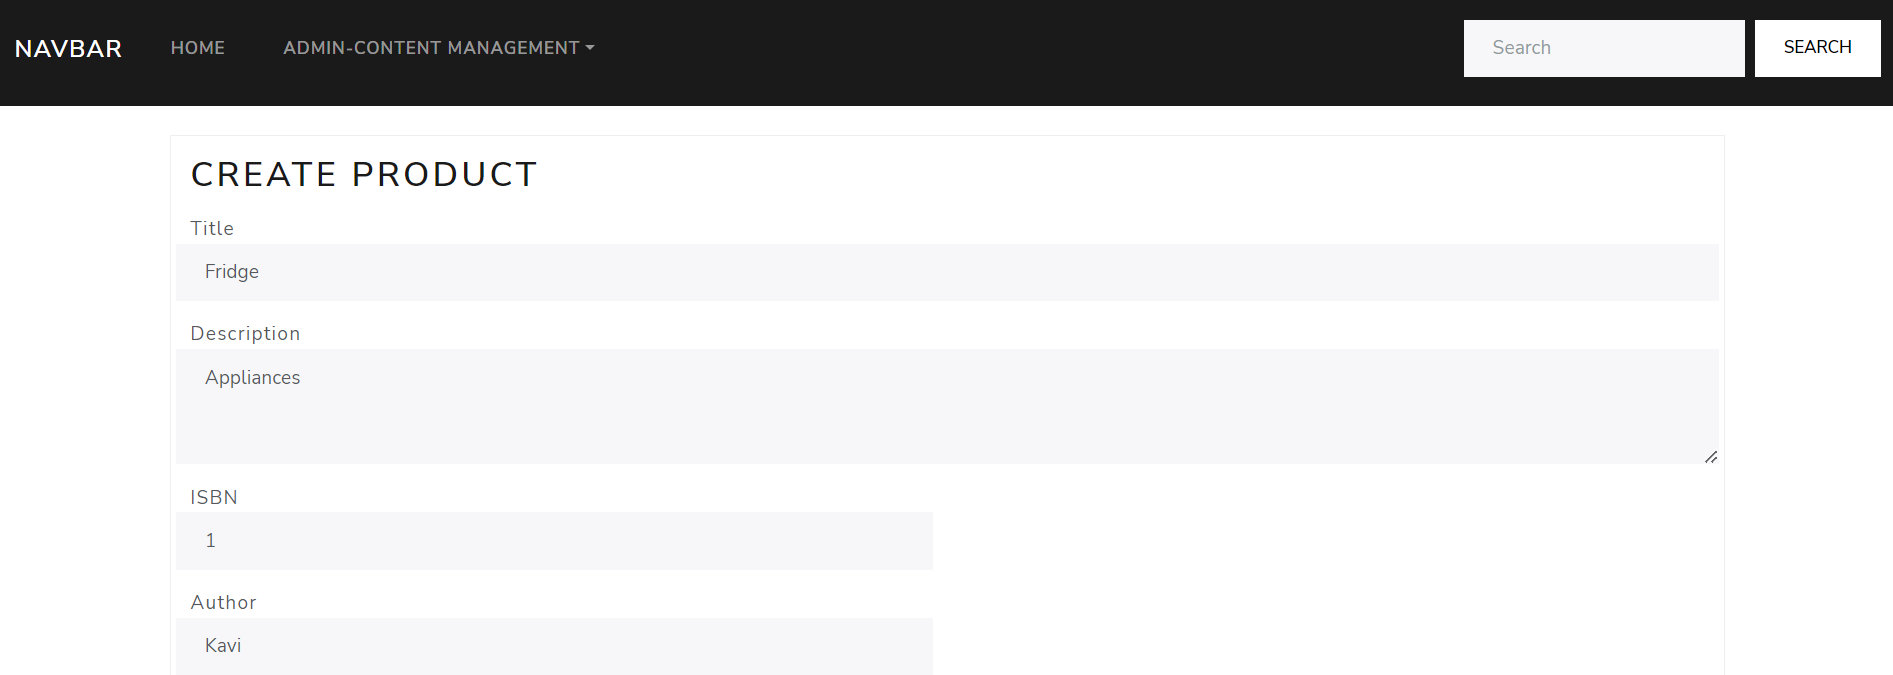 NAVBAR HOME ADMIN-CONTENT MANAGEMENT Search SEARCH
CREATE PRODUCT
Title
Fridge
Description
Appliances
ISBN
1
Author
Kavi